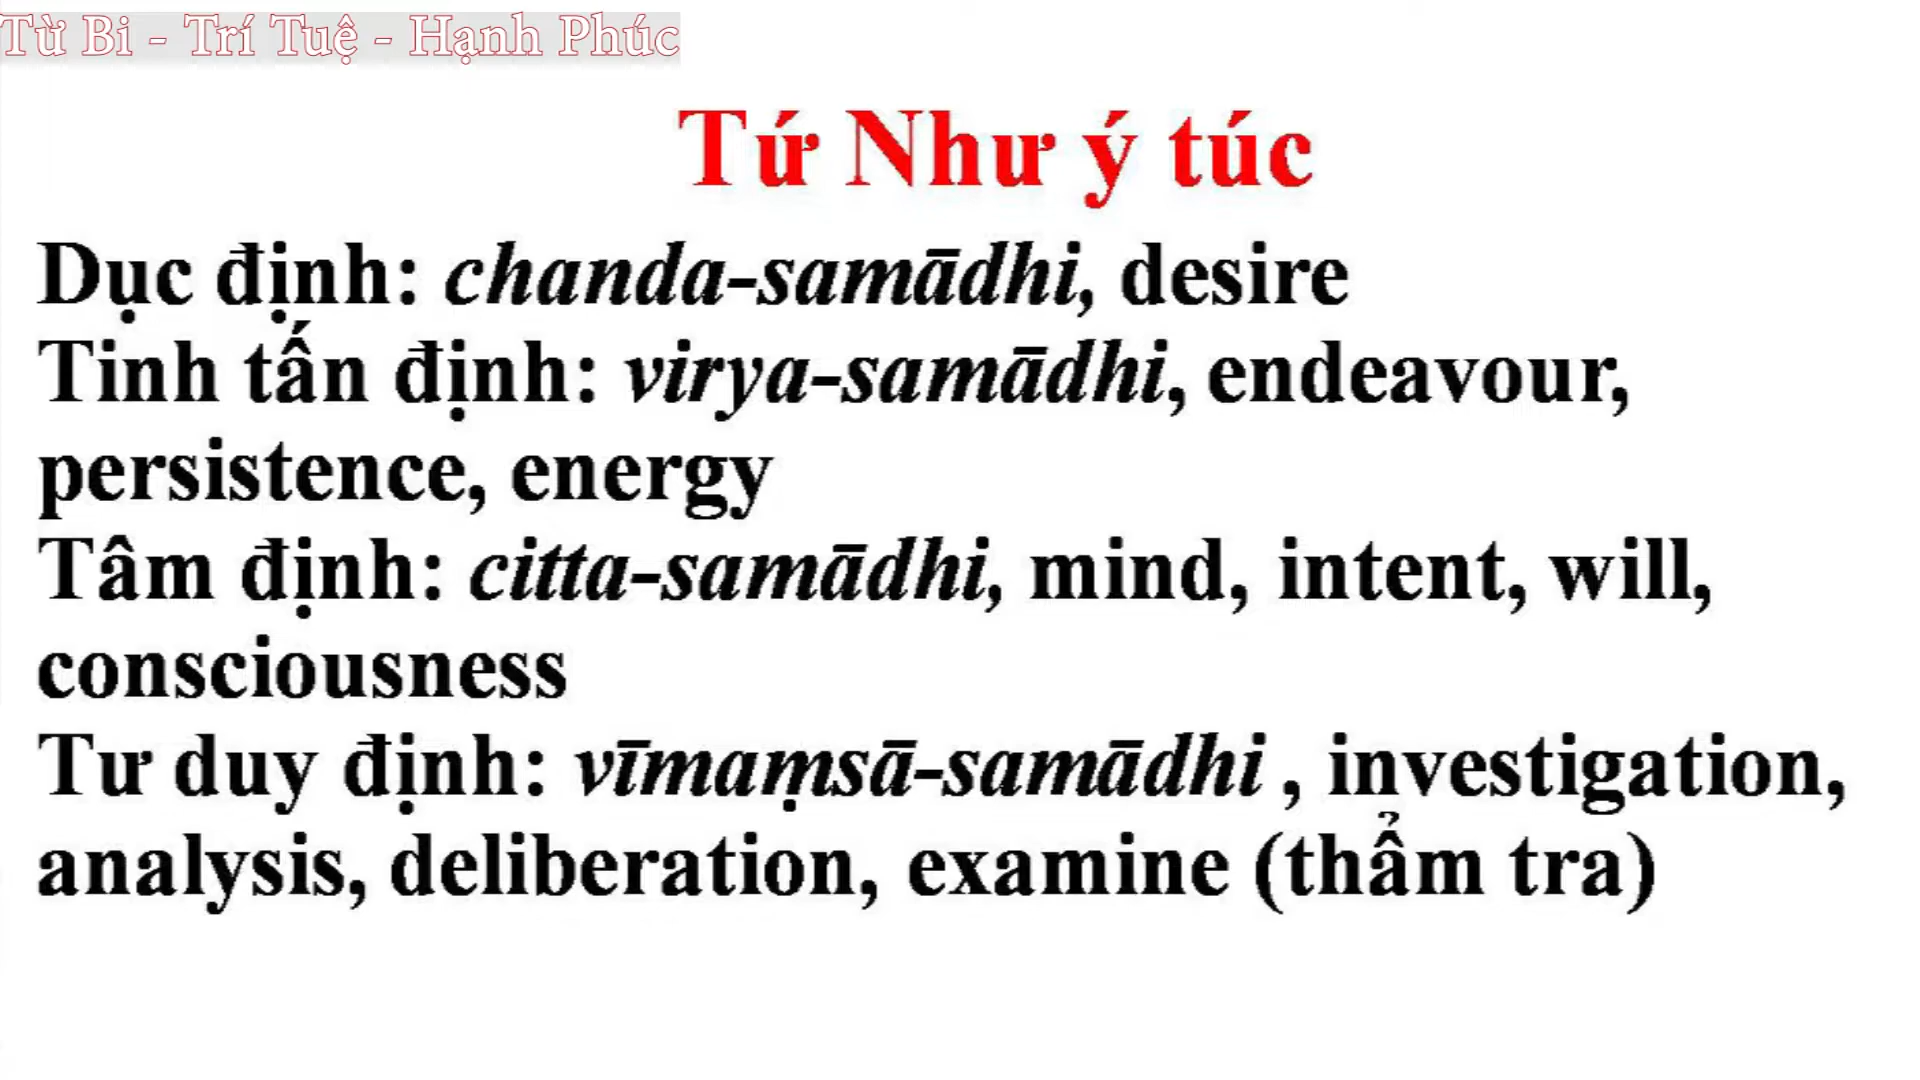 Từ Bi - Trí Tuệ - Hạnh Phúc
Tứ Như ý túc
Dục định: chanda-samādhi, desire
Tinh tấn định: virya-samādhi, endeavour,
persistence, energy
Tâm định: citta-samādhi, mind, intent, will,
consciousness
Tư duy định: vīmaṃsā-samādhi , investigation,
analysis, deliberation, examine (thẩm tra)